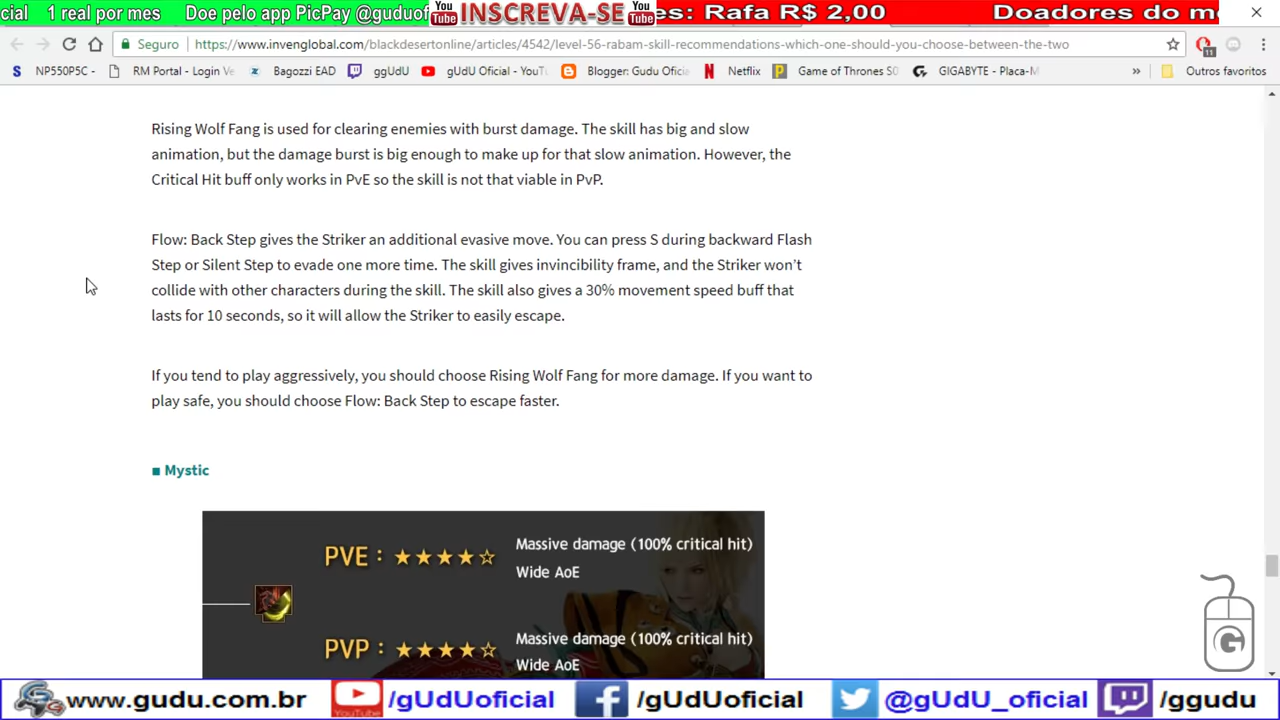 cial 1 real por mes Doe pelo app PicPay @guduof You Tube INSCREVA-SE You Tube es: Rafa R$ 2,00 Doadores do m
Seguro https://www.invenglobal.com/blackdesertonline/articles/4542/level-56-rabam-skill-recommendations-which-one-should-you-choose-between-the-two 11
S NP550P5C - RM Portal - Login Ve Bagozzi EAD ggUdU gUdU Oficial - YouTu Blogger: Gudu Oficia Netflix Game of Thrones S0 GIGABYTE - Placa-M » Outros favoritos
Rising Wolf Fang is used for clearing enemies with burst damage. The skill has big and slow
animation, but the damage burst is big enough to make up for that slow animation. However, the
Critical Hit buff only works in PvE so the skill is not that viable in PvP.
Flow: Back Step gives the Striker an additional evasive move. You can press S during backward Flash
Step or Silent Step to evade one more time. The skill gives invincibility frame, and the Striker won't
collide with other characters during the skill. The skill also gives a 30% movement speed buff that
lasts for 10 seconds, so it will allow the Striker to easily escape.
If you tend to play aggressively, you should choose Rising Wolf Fang for more damage. If you want to
play safe, you should choose Flow: Back Step to escape faster.
■ Mystic
PVE : ★★★★☆ Massive damage (100% critical hit)
Wide AoE
PVP : ★★★★☆ Massive damage (100% critical hit)
Wide AoE
www.gudu.com.br YouTube /gUdUoficial /gUdUoficial @gUdU_oficial /ggudu